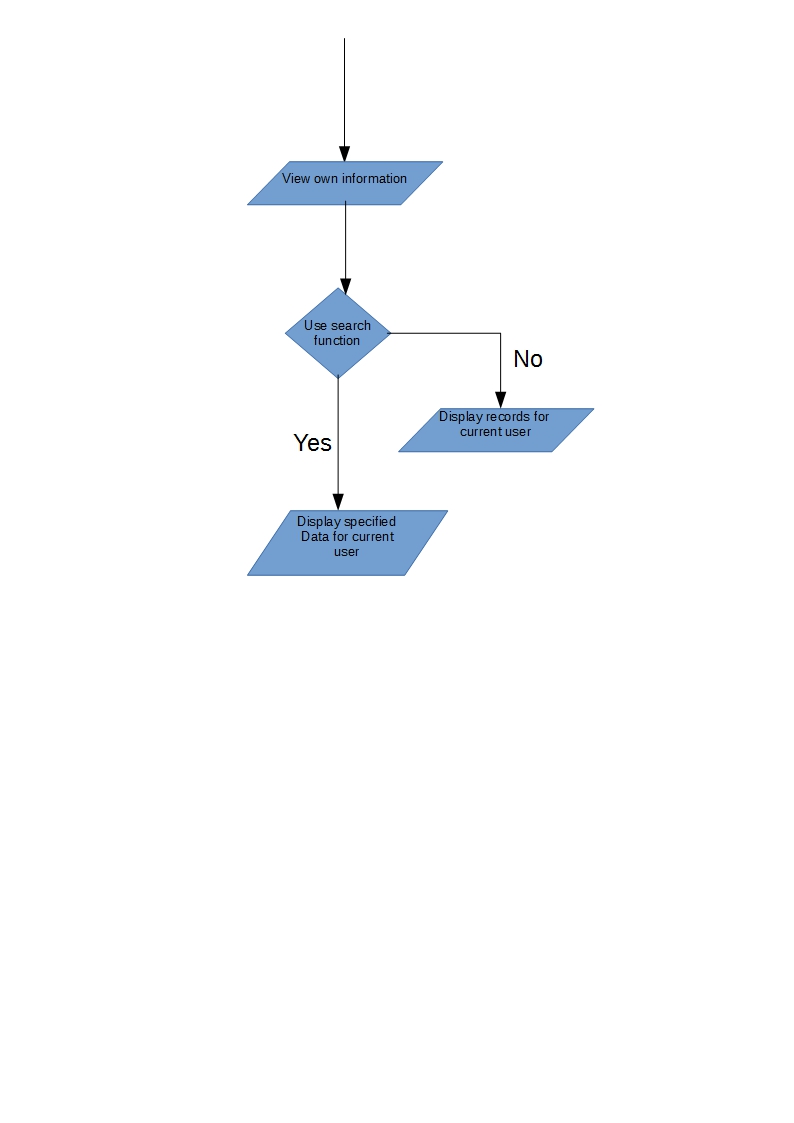 View own information
Use search
function
No
Display records for
current user
Yes
Display specified
Data for current
user